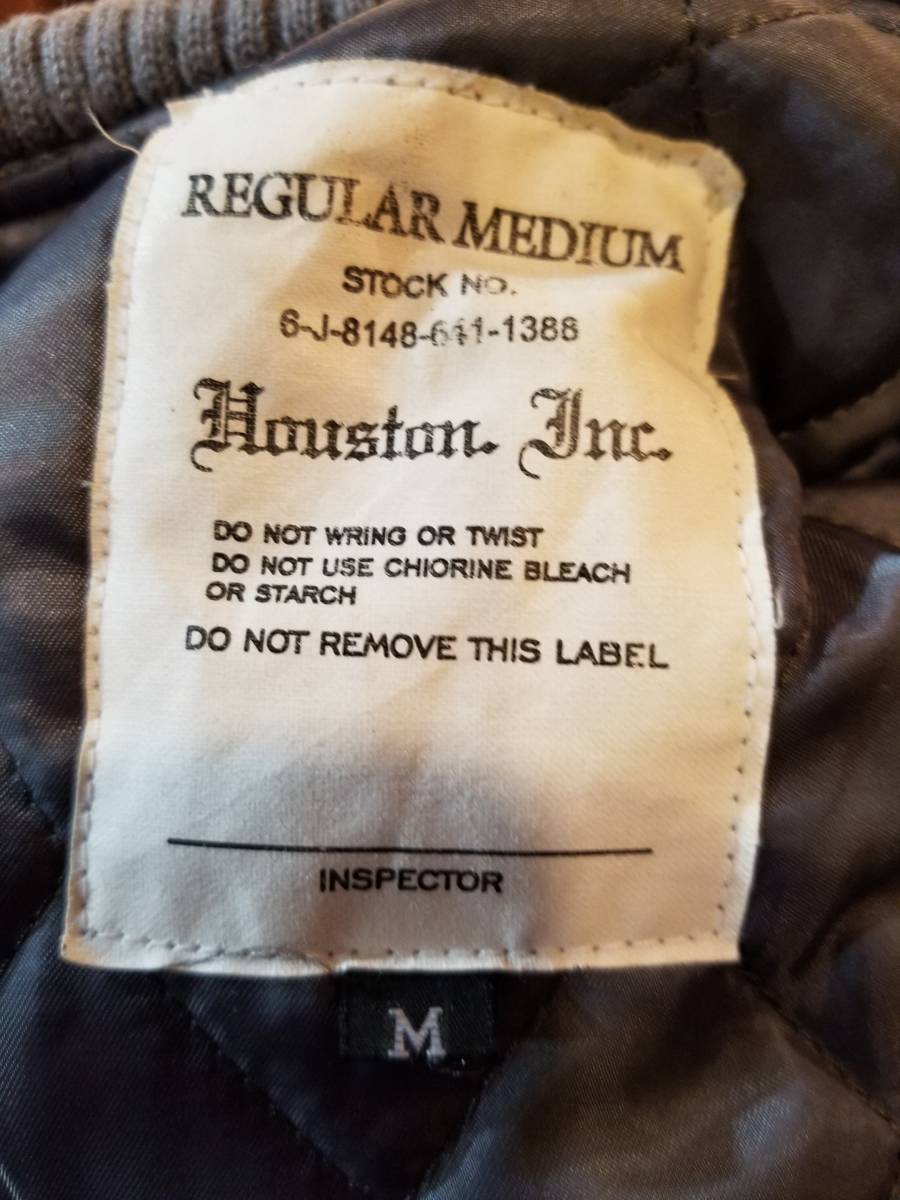 REGULAR MEDIUM
STOCK NO.
6-J-8148-641-1388
Houston. Inc.
DO NOT WRING OR TWIST
DO NOT USE CHIORINE BLEACH
OR STARCH
DO NOT REMOVE THIS LABEL
INSPECTOR
M